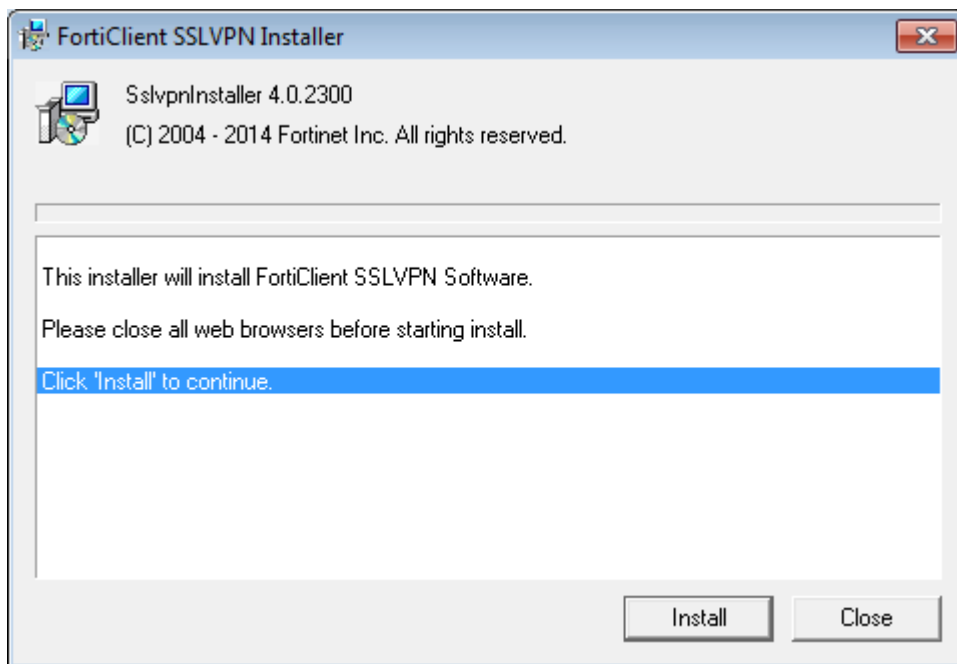 FortiClient SSLVPN Installer
SslvpnInstaller 4.0.2300
(C) 2004 - 2014 Fortinet Inc. All rights reserved.
This installer will install FortiClient SSLVPN Software.
Please close all web browsers before starting install.
Click 'Install' to continue.
Install
Close